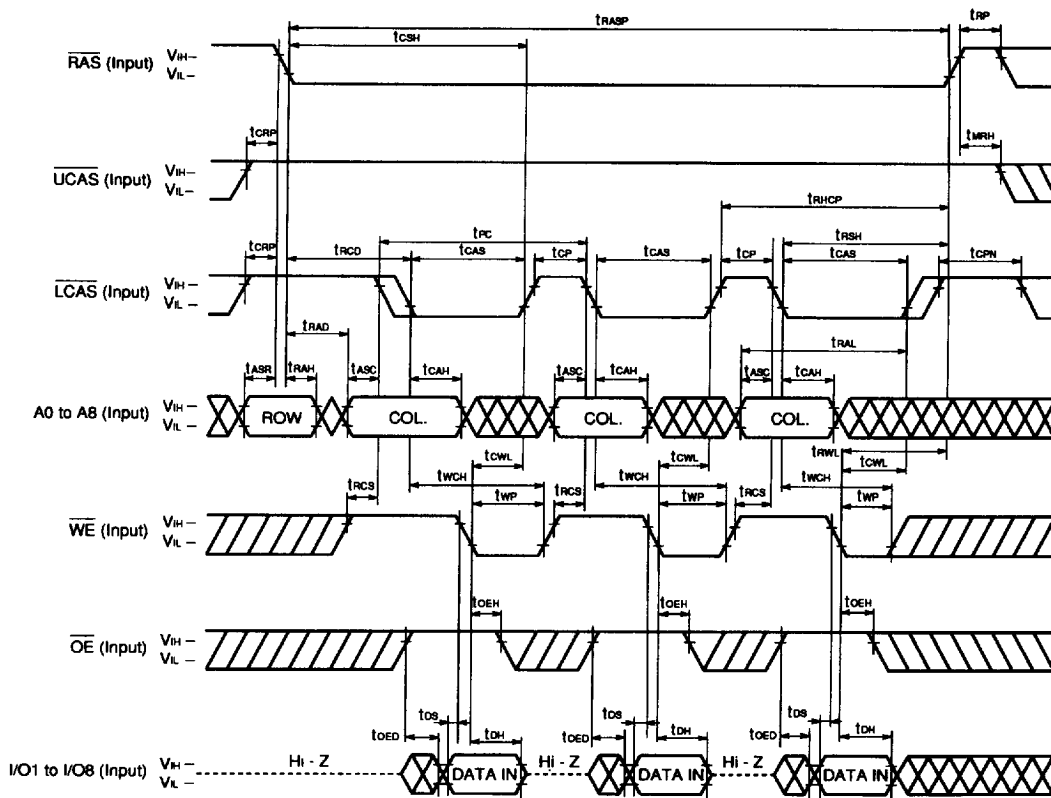 tRASP
tRP
tCSH
RAS (Input) VIH– VIL–
tCRP
tMRH
UCAS (Input) VIH– VIL–
tRHCP
tPC
tRSH
tCRP tRCD tCAS tCP tCAS tCP tCAS tCPN
LCAS (Input) VIH– VIL–
tRAD
tRAL
tASR tRAH tASC tCAH tASC tCAH tASC tCAH
A0 to A8 (Input) VIH– VIL– ROW COL. COL. COL.
tRWL
tCWL tCWL tCWL
tWCH tWCH tWCH
tRCS tWP tRCS tWP tRCS tWP
WE (Input) VIH– VIL–
tOEH tOEH tOEH
OE (Input) VIH– VIL –
tDS tDS tDS
tOED tDH tOED tDH tOED tDH
I/O1 to I/O8 (Input) VIH– VIL– Hi - Z DATA IN Hi - Z DATA IN Hi - Z DATA IN